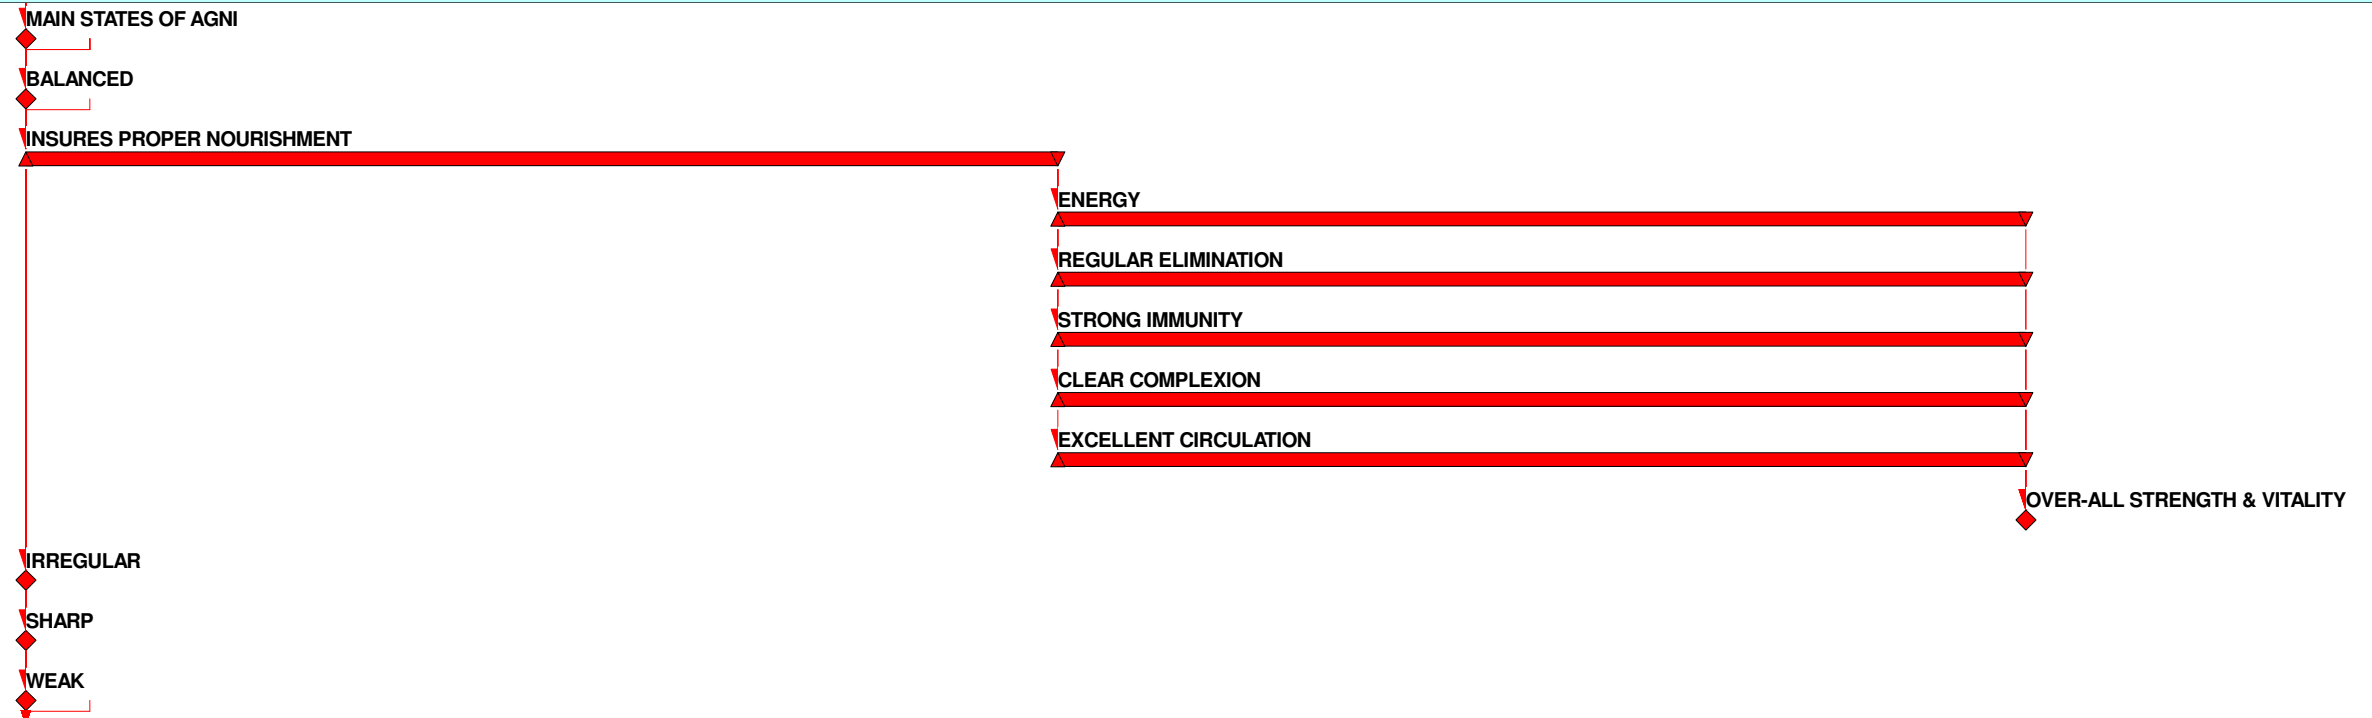 MAIN STATES OF AGNI
BALANCED
INSURES PROPER NOURISHMENT
ENERGY
REGULAR ELIMINATION
STRONG IMMUNITY
CLEAR COMPLEXION
EXCELLENT CIRCULATION
OVER-ALL STRENGTH & VITALITY
IRREGULAR
SHARP
WEAK